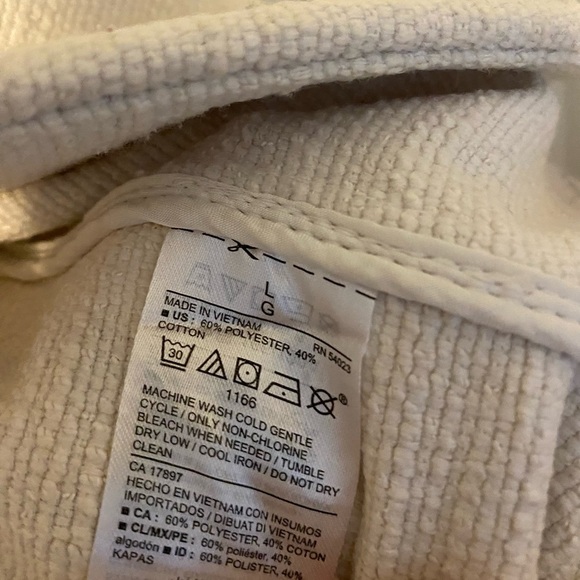 L
G
MADE IN VIETNAM RN 54023
■ US: 60% POLYESTER, 40%
COTTON
30
1166
MACHINE WASH COLD GENTLE
CYCLE / ONLY NON-CHLORINE
BLEACH WHEN NEEDED / TUMBLE
DRY LOW / COOL IRON / DO NOT DRY
CLEAN
CA 17897
HECHO EN VIETNAM CON INSUMOS
IMPORTADOS / DIBUAT DI VIETNAM
■ CA: 60% POLYESTER, 40% COTTON
■ CL/MX/PE: 60% poliéster, 40%
algodón ■ ID: 60% POLISTER, 40%
KAPAS